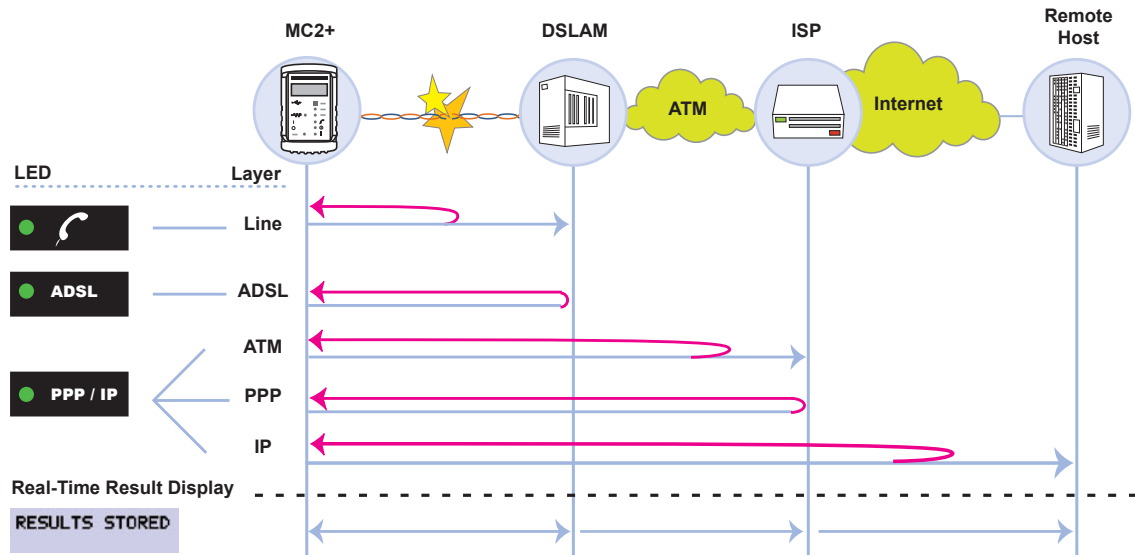 MC2+
DSLAM
ISP
Remote
Host
ATM
Internet
LED
Layer
Line
ADSL
ADSL
ATM
PPP / IP
PPP
IP
Real-Time Result Display
RESULTS STORED